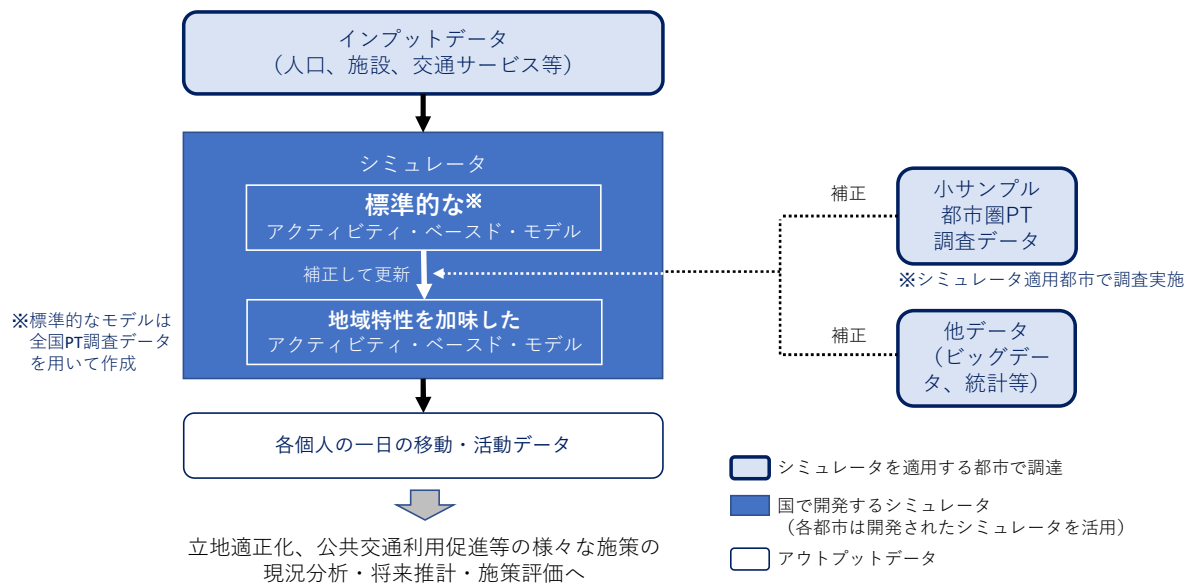 インプットデータ
（人口、施設、交通サービス等）
シミュレータ
標準的な※
アクティビティ・ベースド・モデル
補正して更新
地域特性を加味した
アクティビティ・ベースド・モデル
※標準的なモデルは
全国PT調査データ
を用いて作成
補正
小サンプル
都市圏PT
調査データ
※シミュレータ適用都市で調査実施
補正
他データ
（ビッグデー
タ、統計等）
各個人の一日の移動・活動データ
立地適正化、公共交通利用促進等の様々な施策の
現況分析・将来推計・施策評価へ
シミュレータを適用する都市で調達
国で開発するシミュレータ
（各都市は開発されたシミュレータを活用）
アウトプットデータ